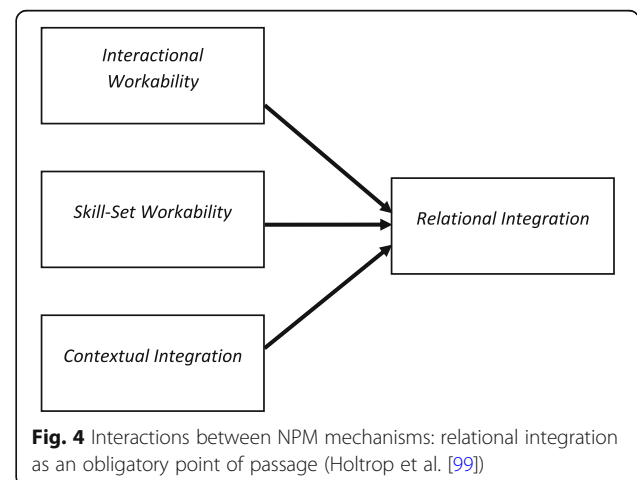 Interactional
Workability
Skill-Set Workability
Relational Integration
Contextual Integration
Fig. 4 Interactions between NPM mechanisms: relational integration
as an obligatory point of passage (Holtrop et al. [99])